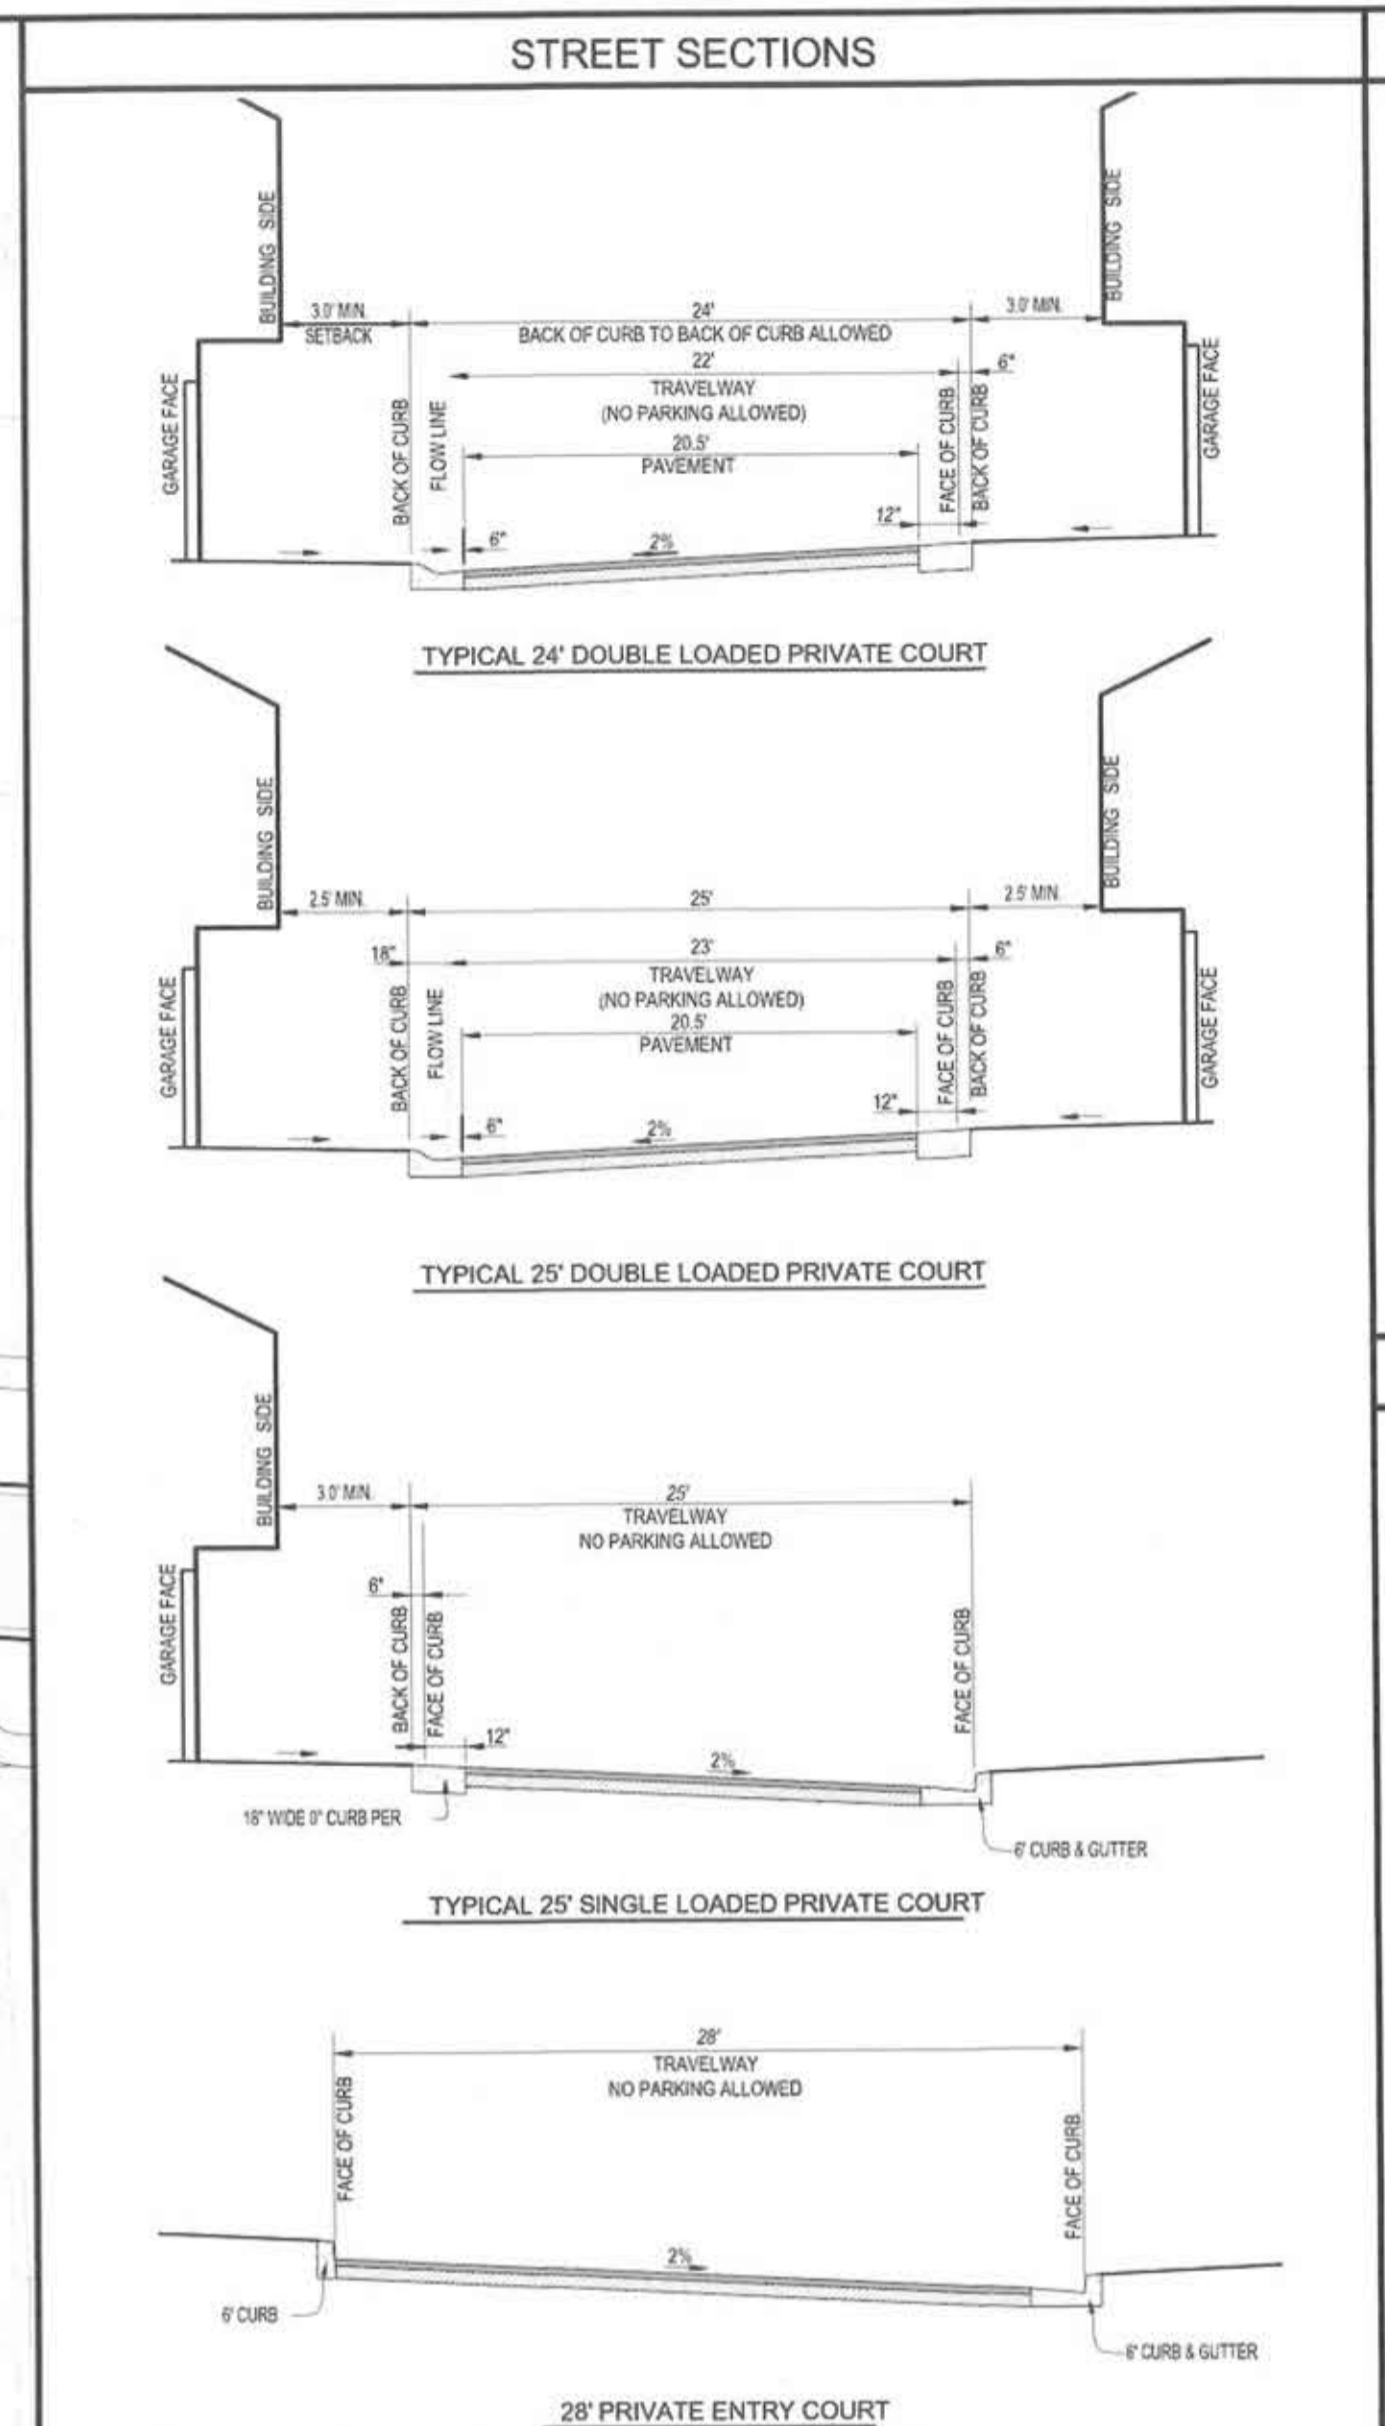 STREET SECTIONS
BUILDING SIDE
BUILDING SIDE
3.0' MIN.
SETBACK
24'
BACK OF CURB TO BACK OF CURB ALLOWED
3.0' MIN.
22'
TRAVELWAY
(NO PARKING ALLOWED)
6"
GARAGE FACE
BACK OF CURB
FLOW LINE
20.5'
PAVEMENT
FACE OF CURB
BACK OF CURB
GARAGE FACE
6"
2%
12"
TYPICAL 24' DOUBLE LOADED PRIVATE COURT
BUILDING SIDE
BUILDING SIDE
2.5' MIN.
25'
2.5' MIN.
18"
23'
TRAVELWAY
(NO PARKING ALLOWED)
6"
GARAGE FACE
BACK OF CURB
FLOW LINE
20.5'
PAVEMENT
FACE OF CURB
BACK OF CURB
GARAGE FACE
6"
2%
12"
TYPICAL 25' DOUBLE LOADED PRIVATE COURT
BUILDING SIDE
3.0' MIN.
25'
TRAVELWAY
NO PARKING ALLOWED
6"
GARAGE FACE
BACK OF CURB
FACE OF CURB
FACE OF CURB
12"
2%
18" WIDE 0" CURB PER
6' CURB & GUTTER
TYPICAL 25' SINGLE LOADED PRIVATE COURT
28'
TRAVELWAY
NO PARKING ALLOWED
FACE OF CURB
FACE OF CURB
2%
6' CURB
6" CURB & GUTTER
28' PRIVATE ENTRY COURT